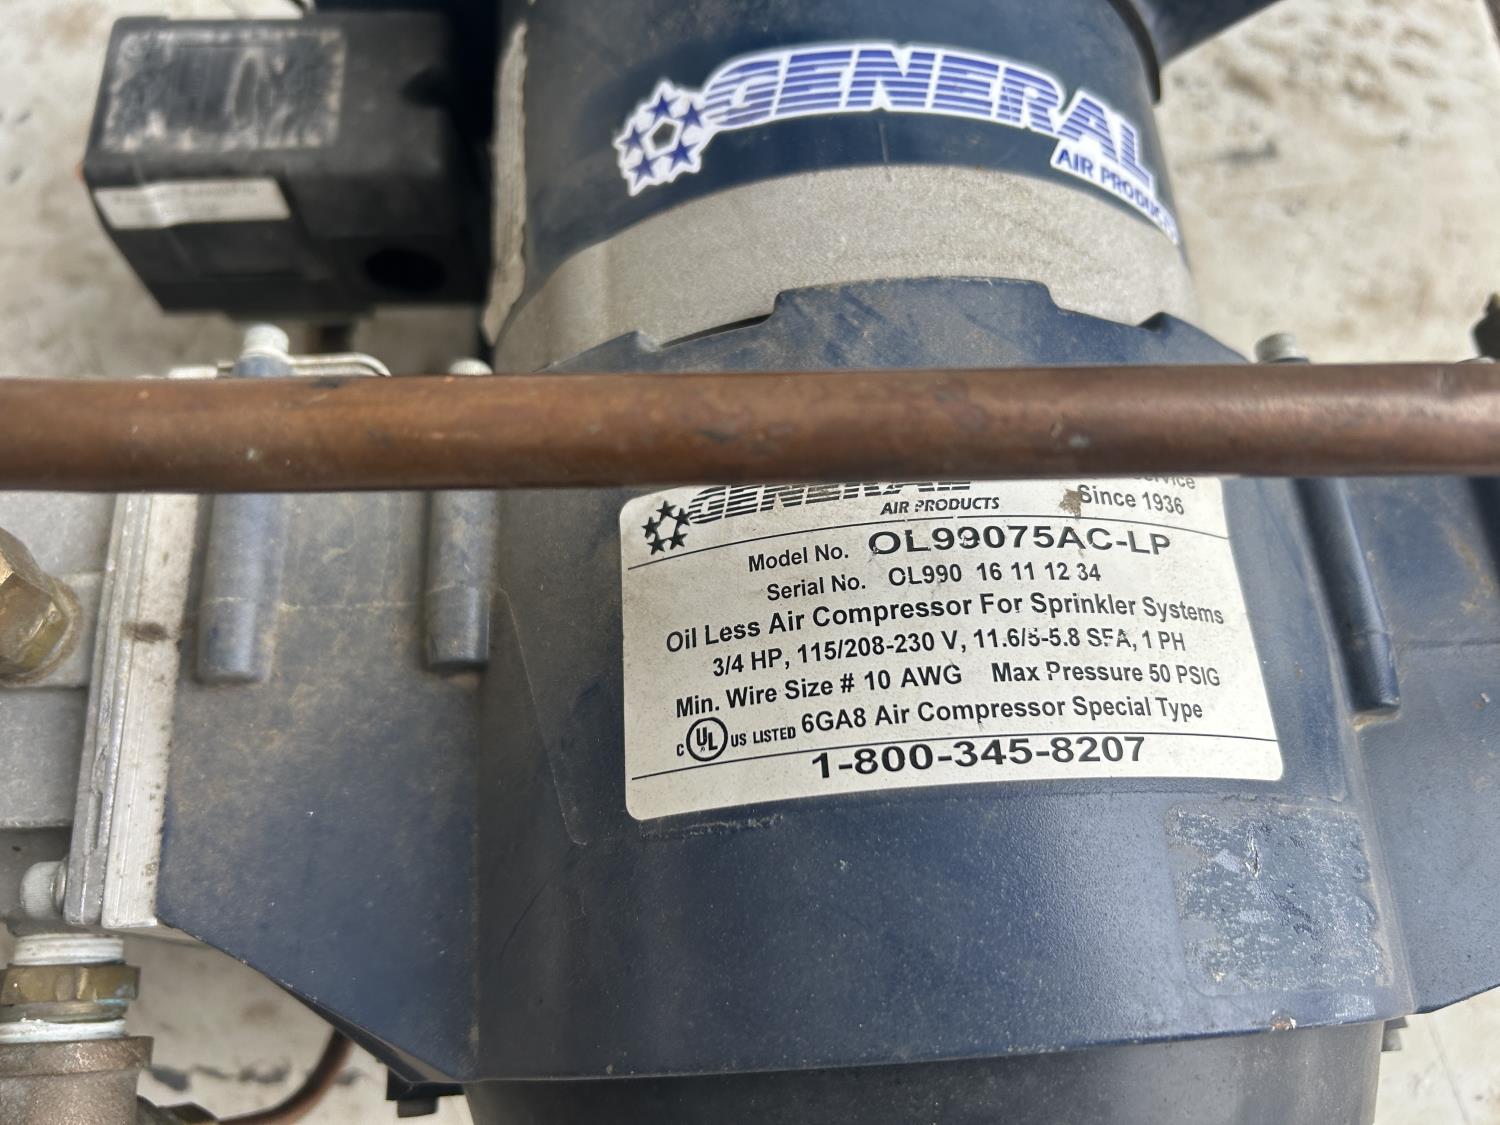 GENERAL
AIR PRODUCTS
GENERAL
AIR PRODUCTS
Service
Since 1936
Model No. OL99075AC-LP
Serial No. OL990 16 11 12 34
Oil Less Air Compressor For Sprinkler Systems
3/4 HP, 115/208-230 V, 11.6/5-5.8 SFA, 1 PH
Min. Wire Size # 10 AWG Max Pressure 50 PSIG
C UL US LISTED 6GA8 Air Compressor Special Type
1-800-345-8207